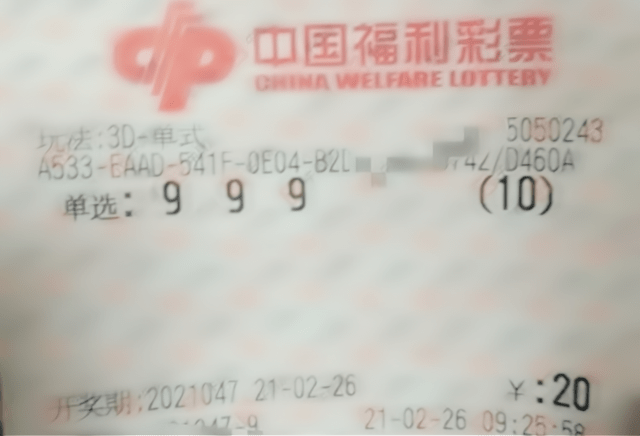 中国福利彩票
CHINA WELFARE LOTTERY
玩法:3D-单式 5050243
A533-EAAD-541F-0E04-B2 742/D460A
单选: 9 9 9 (10)
开奖期:2021047 21-02-26 ¥:20
21-02-26 09:25:58